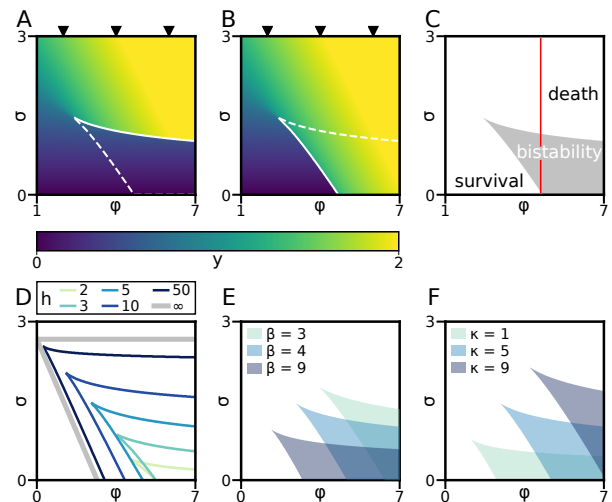 A
B
C
3
σ
0
1
φ
7
3
σ
0
1
φ
7
3
σ
0
1
φ
7
death
bistability
survival
0
y
2
D
E
F
h
2
5
50
3
10
∞
3
σ
0
φ
7
3
σ
0
0
φ
7
β = 3
β = 4
β = 9
3
σ
0
0
φ
7
κ = 1
κ = 5
κ = 9